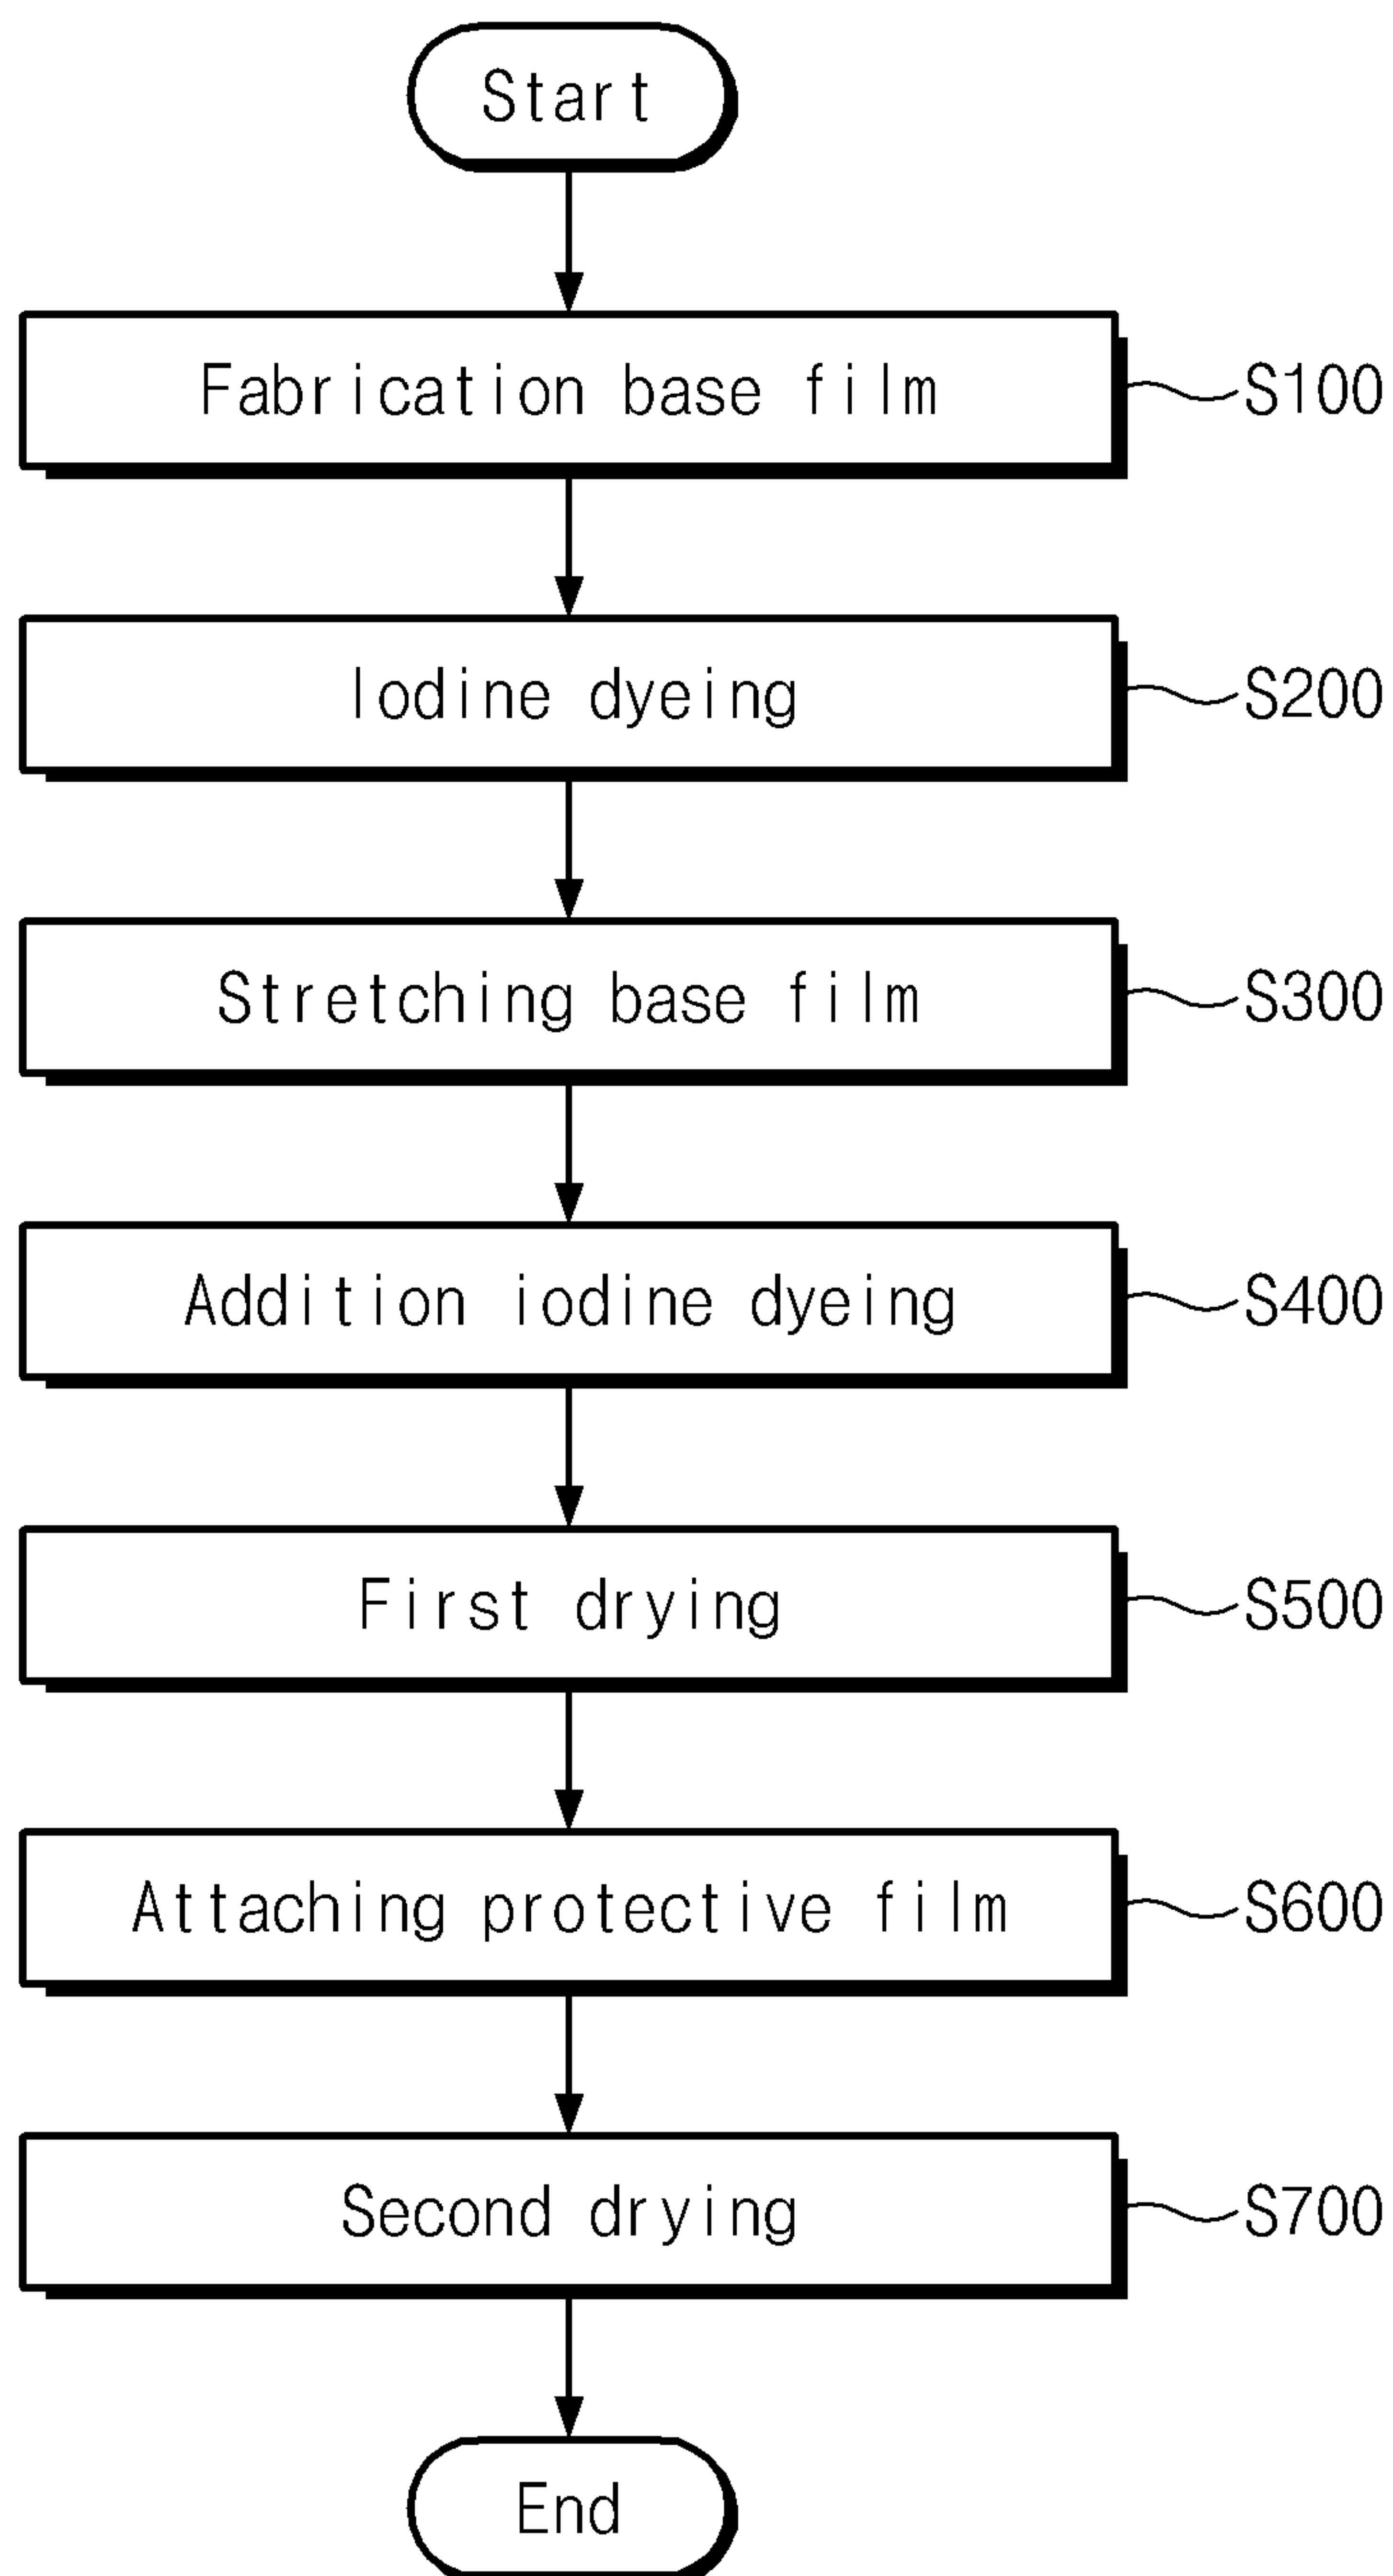 Start
Fabrication base film
S100
Iodine dyeing
S200
Stretching base film
S300
Addition iodine dyeing
S400
First drying
S500
Attaching protective film
S600
Second drying
S700
End